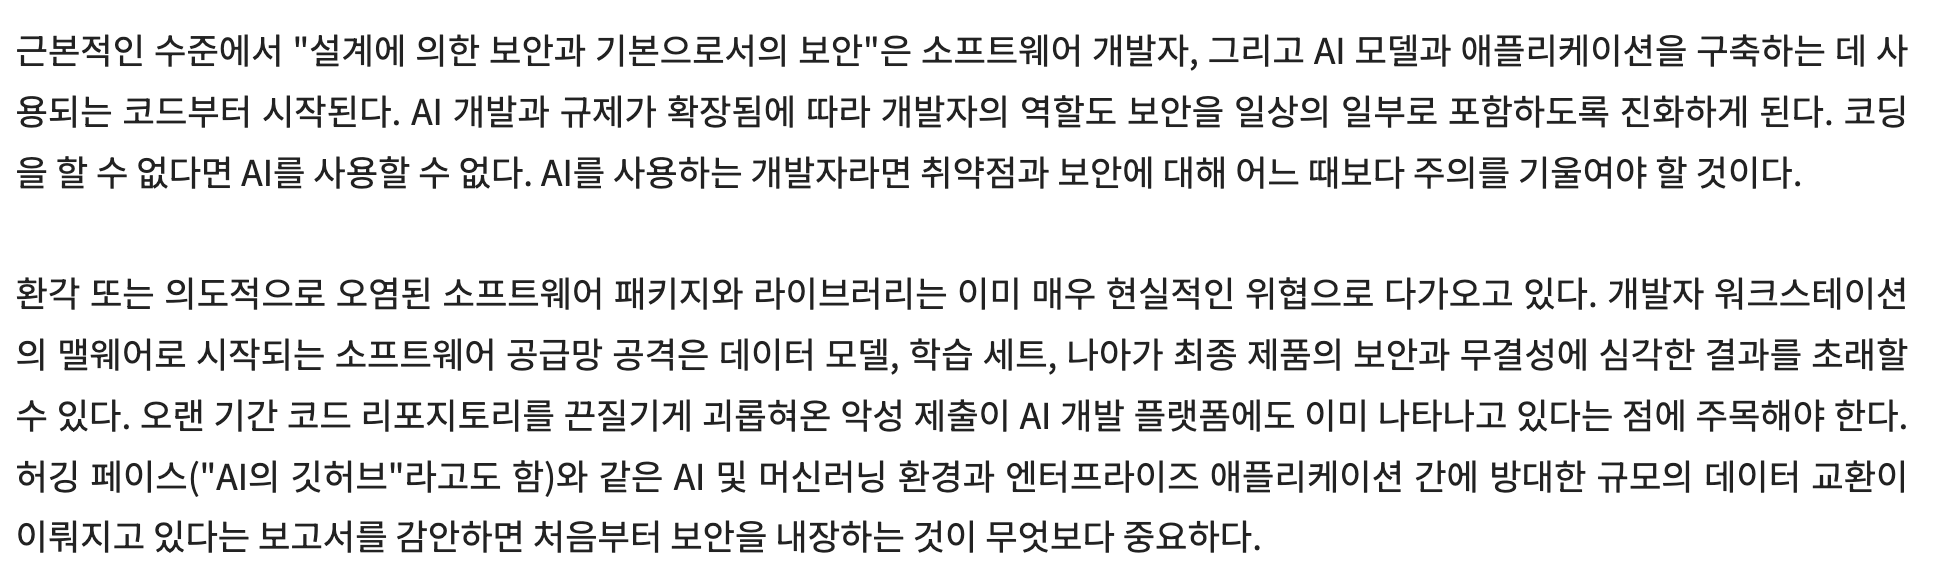 근본적인 수준에서 "설계에 의한 보안과 기본으로서의 보안"은 소프트웨어 개발자, 그리고 AI 모델과 애플리케이션을 구축하는 데 사
용되는 코드부터 시작된다. AI 개발과 규제가 확장됨에 따라 개발자의 역할도 보안을 일상의 일부로 포함하도록 진화하게 된다. 코딩
을 할 수 없다면 AI를 사용할 수 없다. AI를 사용하는 개발자라면 취약점과 보안에 대해 어느 때보다 주의를 기울여야 할 것이다.
환각 또는 의도적으로 오염된 소프트웨어 패키지와 라이브러리는 이미 매우 현실적인 위협으로 다가오고 있다. 개발자 워크스테이션
의 맬웨어로 시작되는 소프트웨어 공급망 공격은 데이터 모델, 학습 세트, 나아가 최종 제품의 보안과 무결성에 심각한 결과를 초래할
수 있다. 오랜 기간 코드 리포지토리를 끈질기게 괴롭혀온 악성 제출이 AI 개발 플랫폼에도 이미 나타나고 있다는 점에 주목해야 한다.
허깅 페이스("AI의 깃허브"라고도 함)와 같은 AI 및 머신러닝 환경과 엔터프라이즈 애플리케이션 간에 방대한 규모의 데이터 교환이
이뤄지고 있다는 보고서를 감안하면 처음부터 보안을 내장하는 것이 무엇보다 중요하다.